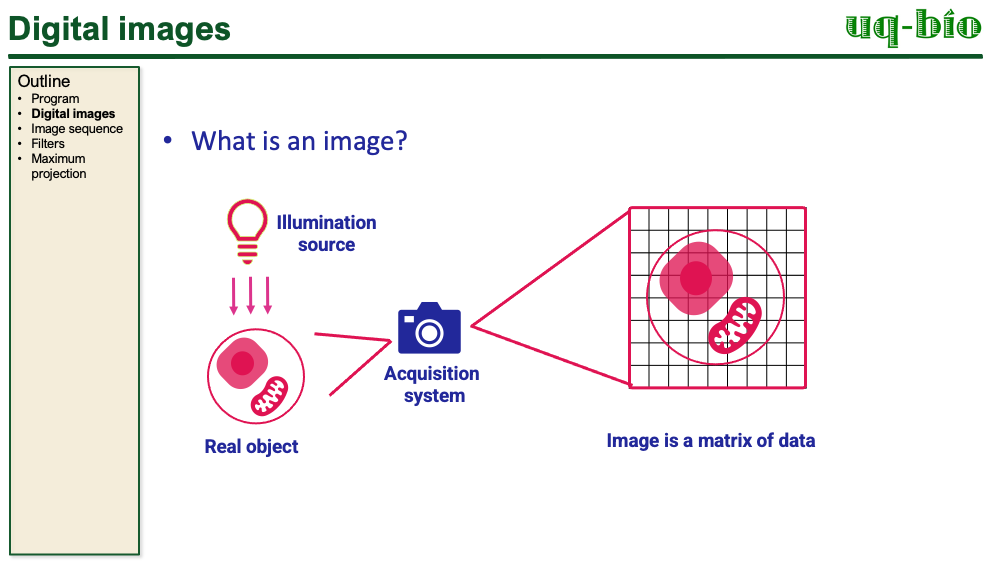 Digital images
uq-bio
Outline
• Program
• Digital images
• Image sequence
• Filters
• Maximum
projection
• What is an image?
Illumination
source
Acquisition
system
Real object
Image is a matrix of data